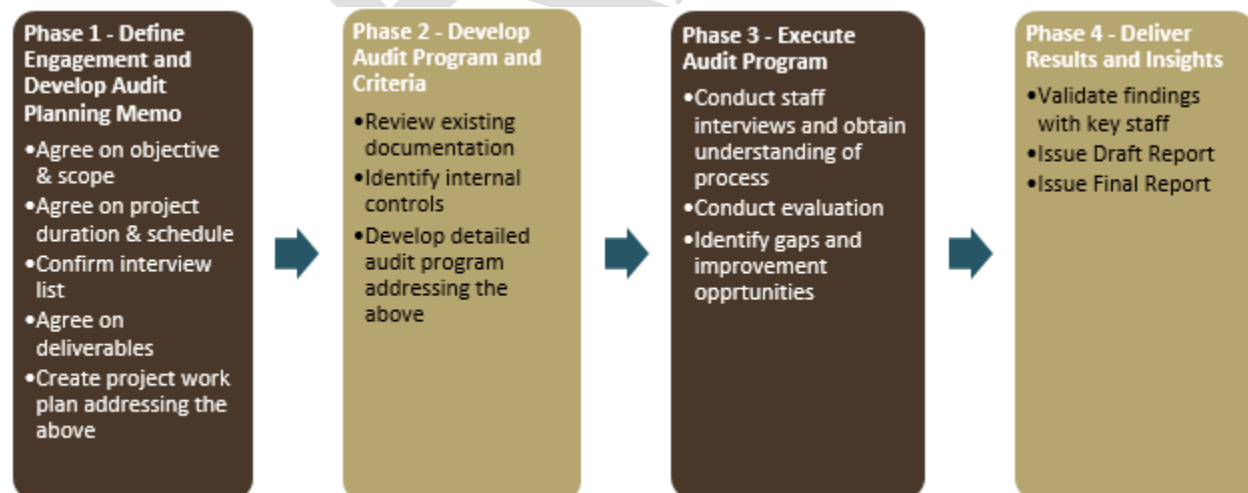 Phase 1 - Define
Engagement and
Develop Audit
Planning Memo
•Agree on objective
& scope
•Agree on project
duration & schedule
•Confirm interview
list
•Agree on
deliverables
•Create project work
plan addressing the
above
Phase 2 - Develop
Audit Program and
Criteria
•Review existing
documentation
•Identify internal
controls
•Develop detailed
audit program
addressing the
above
Phase 3 - Execute
Audit Program
•Conduct staff
interviews and obtain
understanding of
process
•Conduct evaluation
•Identify gaps and
improvement
opprtunities
Phase 4 - Deliver
Results and Insights
•Validate findings
with key staff
•Issue Draft Report
•Issue Final Report